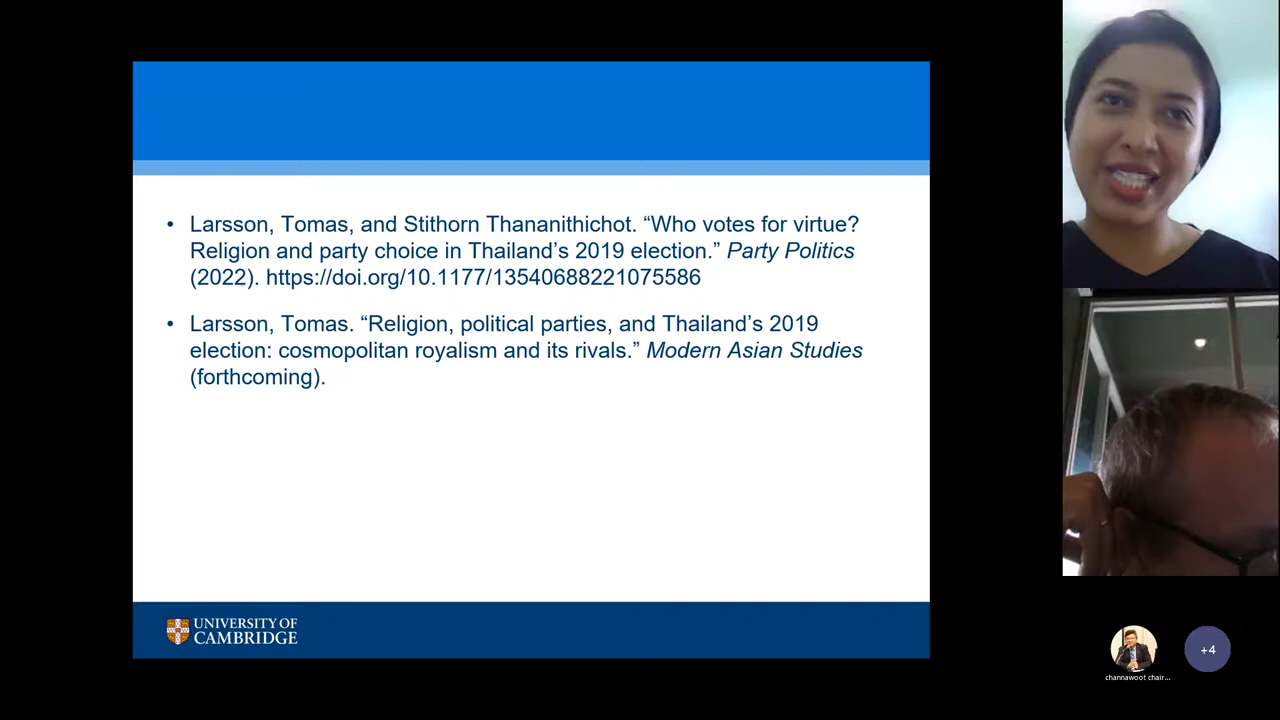 • Larsson, Tomas, and Stithorn Thananithichot. “Who votes for virtue?
Religion and party choice in Thailand’s 2019 election.” Party Politics
(2022). https://doi.org/10.1177/13540688221075586
• Larsson, Tomas. “Religion, political parties, and Thailand’s 2019
election: cosmopolitan royalism and its rivals.” Modern Asian Studies
(forthcoming).
UNIVERSITY OF
CAMBRIDGE
channawoot chair...
+4